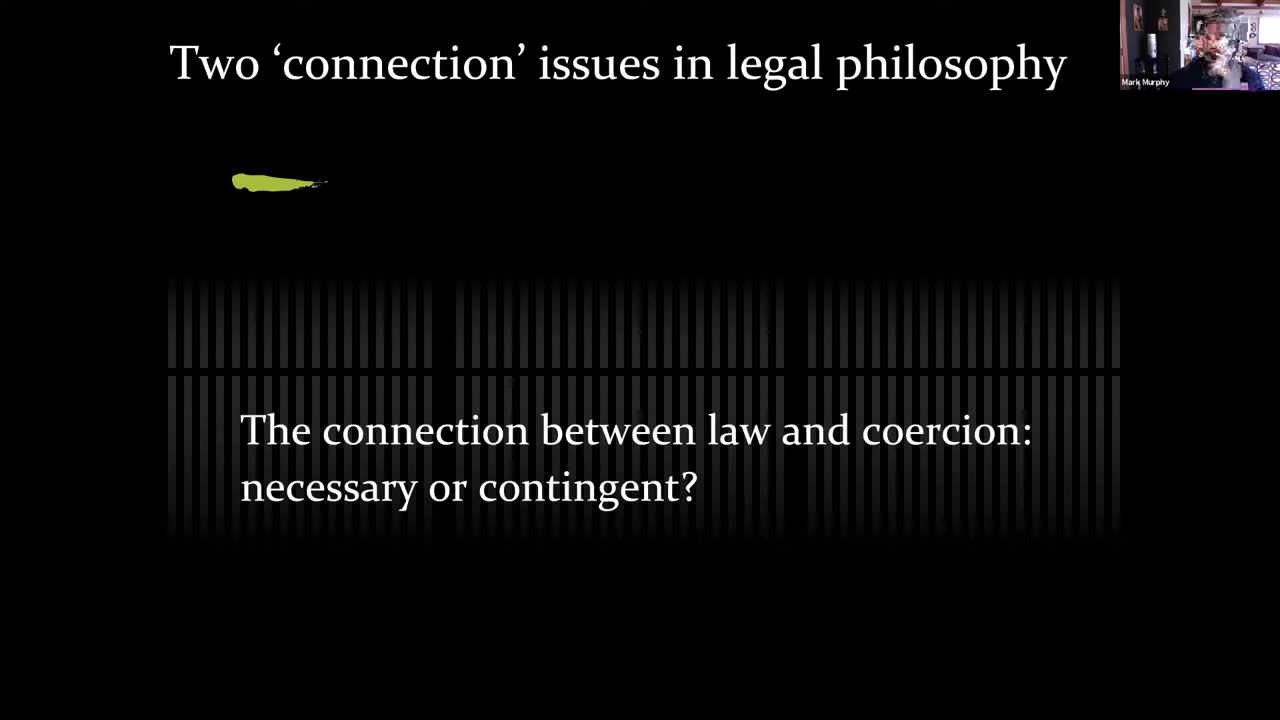 Two ‘connection’ issues in legal philosophy
Mark Murphy
The connection between law and coercion:
necessary or contingent?